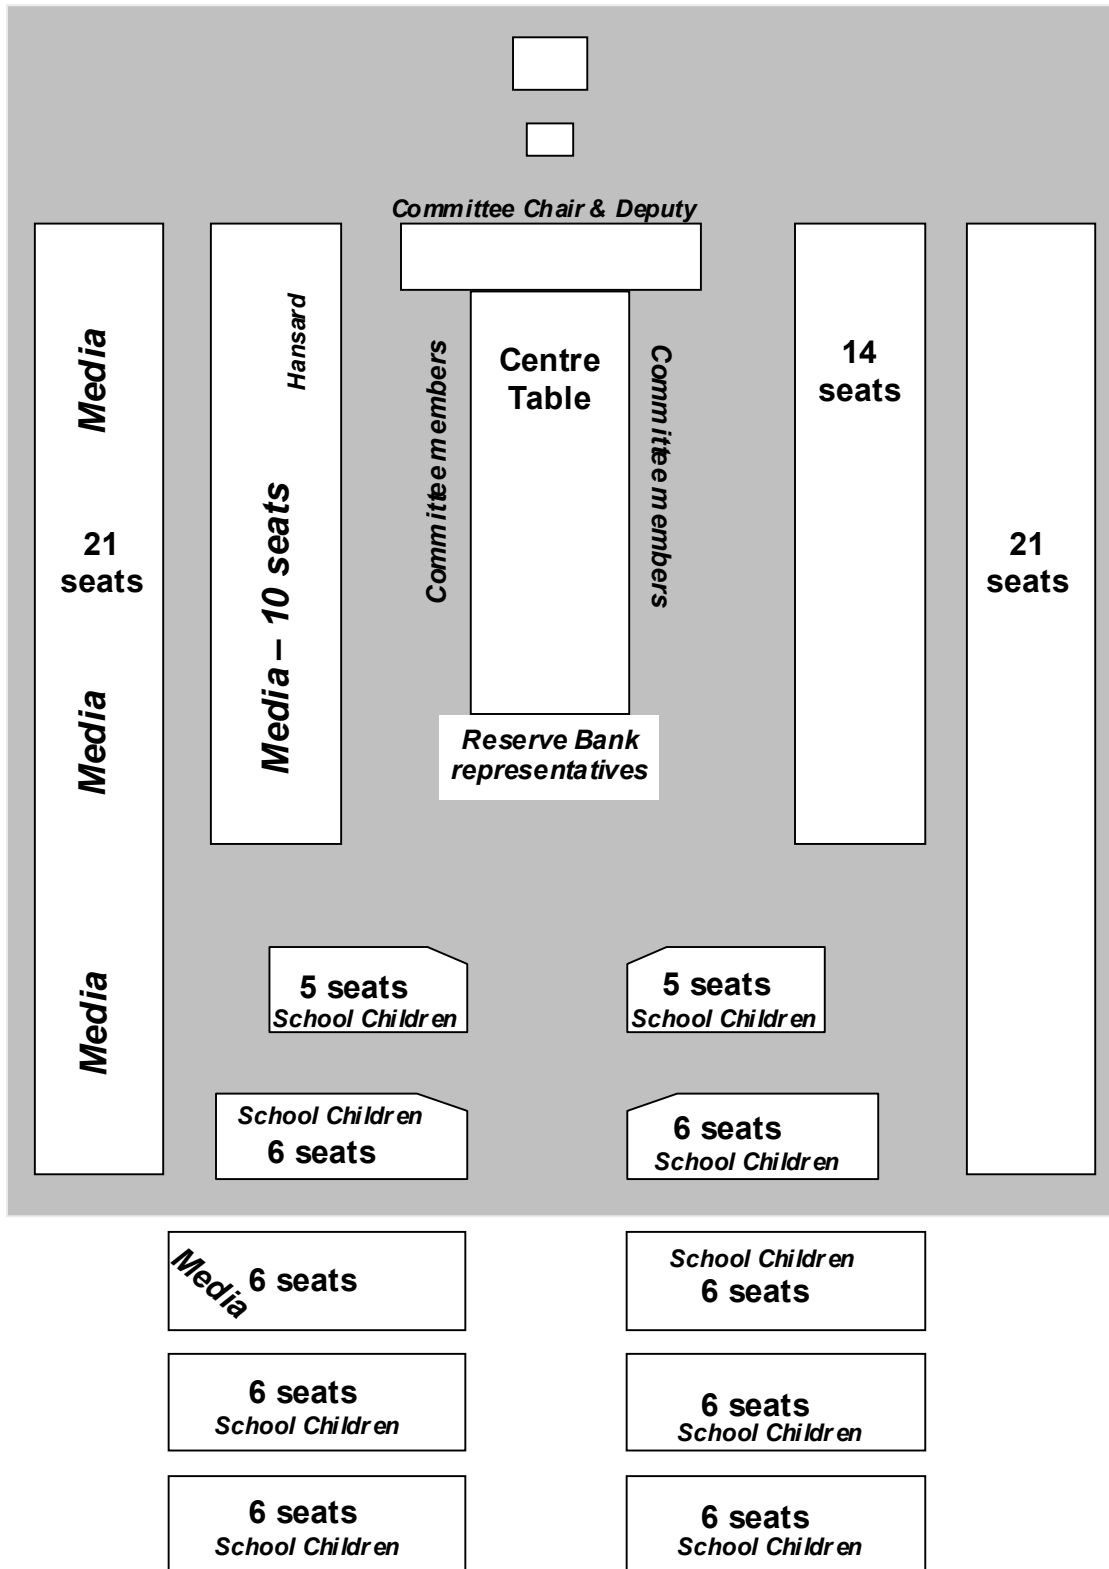 Committee Chair & Deputy
Media
21
seats
Media
Media
Hansard
Media – 10 seats
Committee members
Centre
Table
Committee members
Reserve Bank
representatives
14
seats
21
seats
5 seats
School Children
5 seats
School Children
School Children
6 seats
6 seats
School Children
Media
6 seats
School Children
6 seats
6 seats
School Children
6 seats
School Children
6 seats
School Children
6 seats
School Children